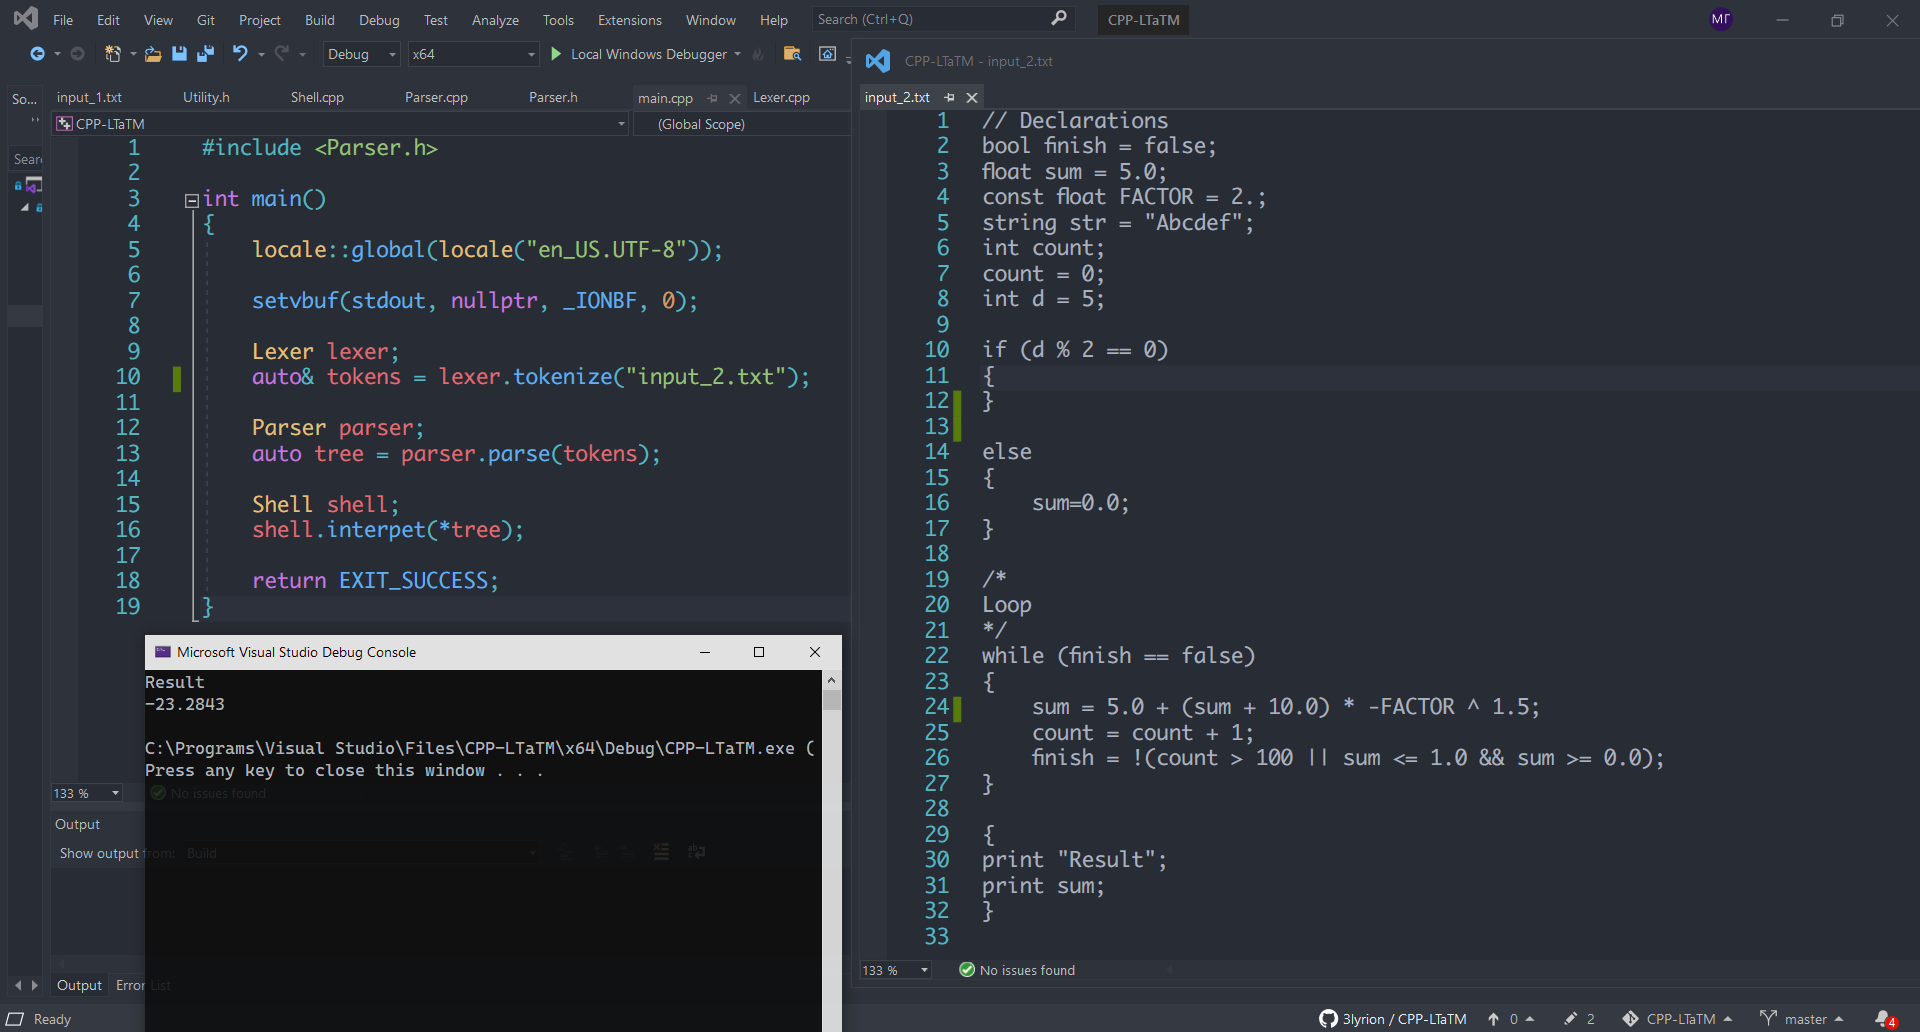 File Edit View Git Project Build Debug Test Analyze Tools Extensions Window Help Search (Ctrl+Q) CPP-LTaTM МГ
Debug x64 Local Windows Debugger
So...
input_1.txt Utility.h Shell.cpp Parser.cpp Parser.h main.cpp Lexer.cpp
CPP-LTaTM (Global Scope)
Sear
1 #include <Parser.h>
2
3 int main()
4 {
5 locale::global(locale("en_US.UTF-8"));
6
7 setvbuf(stdout, nullptr, _IONBF, 0);
8
9 Lexer lexer;
10 auto& tokens = lexer.tokenize("input_2.txt");
11
12 Parser parser;
13 auto tree = parser.parse(tokens);
14
15 Shell shell;
16 shell.interpet(*tree);
17
18 return EXIT_SUCCESS;
19 }
133 % No issues found
Output
Show output from: Build
Output Error List
Microsoft Visual Studio Debug Console
Result
-23.2843
C:\Programs\Visual Studio\Files\CPP-LTaTM\x64\Debug\CPP-LTaTM.exe (
Press any key to close this window . . .
CPP-LTaTM - input_2.txt
input_2.txt
1 // Declarations
2 bool finish = false;
3 float sum = 5.0;
4 const float FACTOR = 2.;
5 string str = "Abcdef";
6 int count;
7 count = 0;
8 int d = 5;
9
10 if (d % 2 == 0)
11 {
12 }
13
14 else
15 {
16 sum=0.0;
17 }
18
19 /*
20 Loop
21 */
22 while (finish == false)
23 {
24 sum = 5.0 + (sum + 10.0) * -FACTOR ^ 1.5;
25 count = count + 1;
26 finish = !(count > 100 || sum <= 1.0 && sum >= 0.0);
27 }
28
29 {
30 print "Result";
31 print sum;
32 }
33
133 % No issues found
Ready 3lyrion / CPP-LTaTM 0 2 CPP-LTaTM master 4